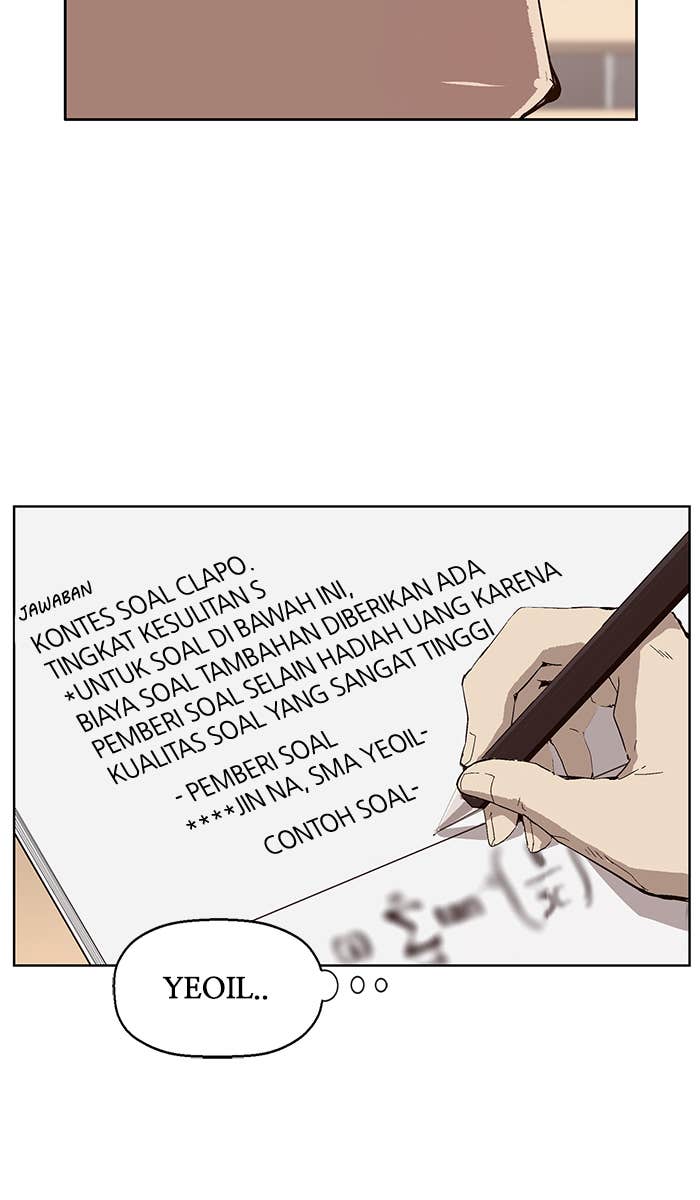 JAWABAN
KONTES SOAL CLAPO.
TINGKAT KESULITAN S
*UNTUK SOAL DI BAWAH INI,
BIAYA SOAL TAMBAHAN DIBERIKAN ADA
PEMBERI SOAL SELAIN HADIAH UANG KARENA
KUALITAS SOAL YANG SANGAT TINGGI
- PEMBERI SOAL
****JIN NA, SMA YEOIL-
CONTOH SOAL-
YEOIL..